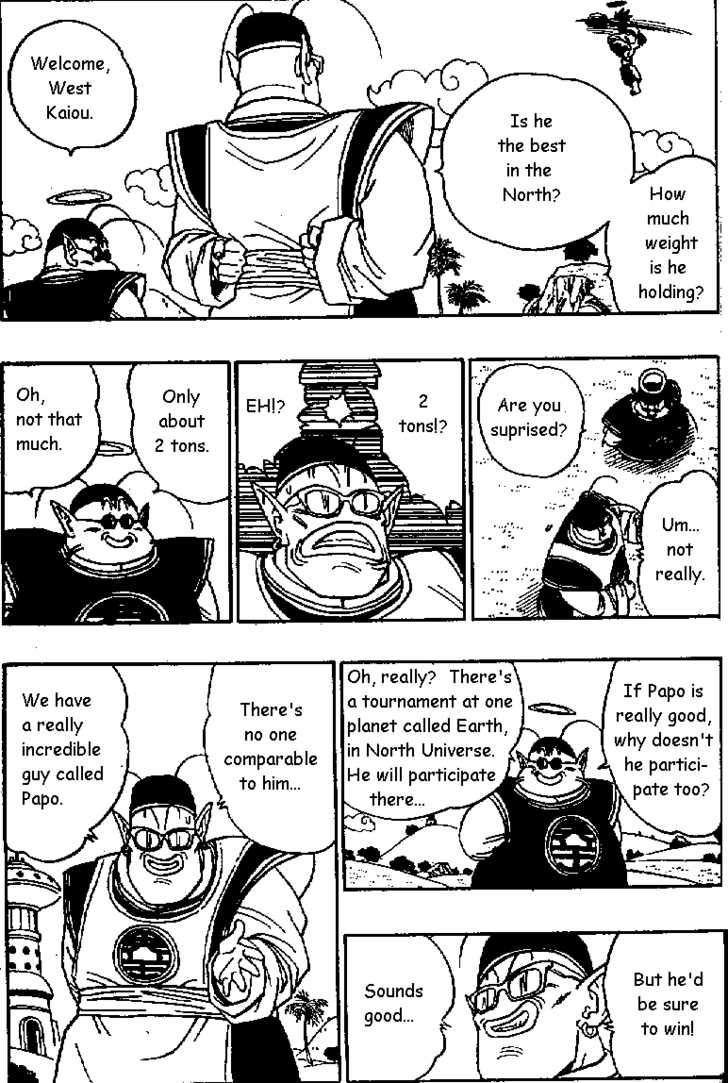 Welcome,
West
Kaiou.
Is he
the best
in the
North?
How
much
weight
is he
holding?
Oh,
not that
much.
Only
about
2 tons.
EH!?
2
tons!?
Are you
suprised?
Um...
not
really.
We have
a really
incredible
guy called
Papo.
There's
no one
comparable
to him...
Oh, really? There's
a tournament at one
planet called Earth,
in North Universe.
He will participate
there...
If Papo is
really good,
why doesn't
he partici-
pate too?
Sounds
good...
But he'd
be sure
to win!